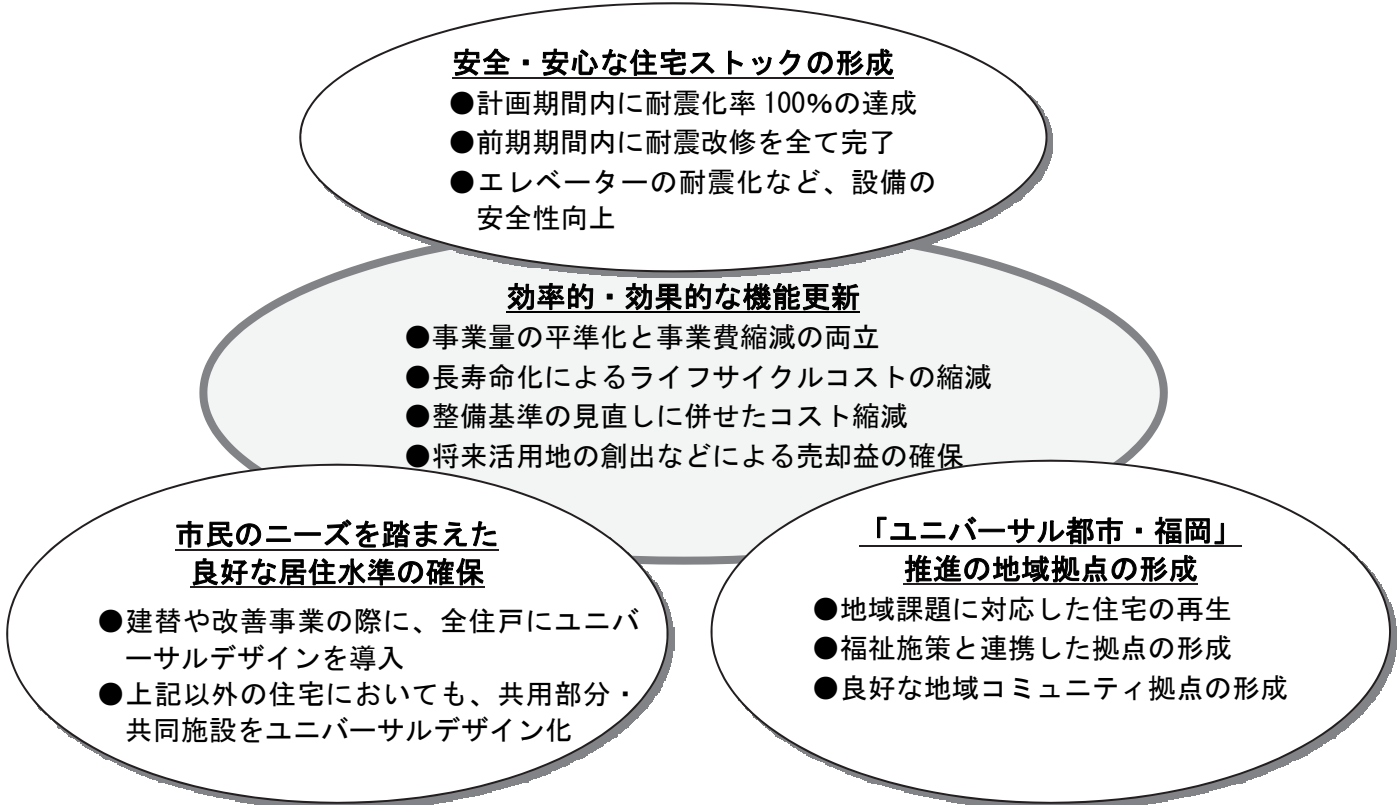 安全・安心な住宅ストックの形成
●計画期間内に耐震化率 100%の達成
●前期期間内に耐震改修を全て完了
●エレベーターの耐震化など、設備の
安全性向上
効率的・効果的な機能更新
●事業量の平準化と事業費縮減の両立
●長寿命化によるライフサイクルコストの縮減
●整備基準の見直しに併せたコスト縮減
●将来活用地の創出などによる売却益の確保
市民のニーズを踏まえた
良好な居住水準の確保
●建替や改善事業の際に、全住戸にユニバ
ーサルデザインを導入
●上記以外の住宅においても、共用部分・
共同施設をユニバーサルデザイン化
「ユニバーサル都市・福岡」
推進の地域拠点の形成
●地域課題に対応した住宅の再生
●福祉施策と連携した拠点の形成
●良好な地域コミュニティ拠点の形成